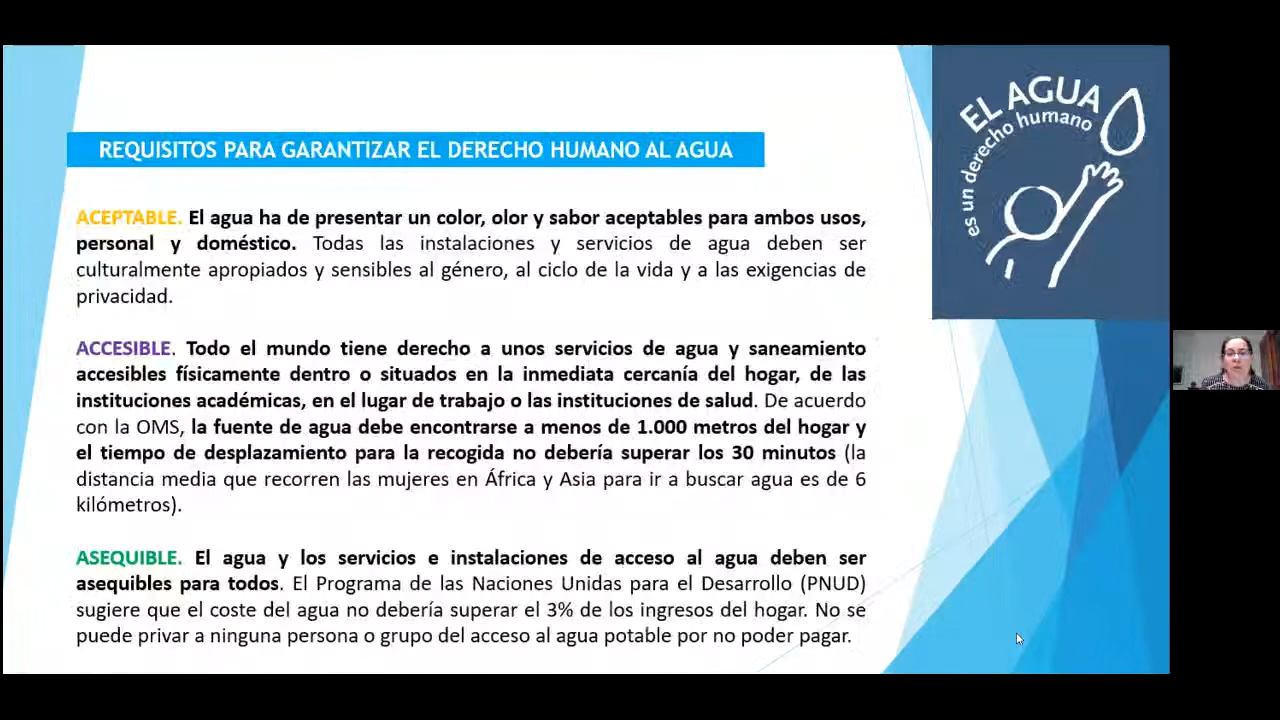 EL AGUA
es un derecho humano
REQUISITOS PARA GARANTIZAR EL DERECHO HUMANO AL AGUA
ACEPTABLE. El agua ha de presentar un color, olor y sabor aceptables para ambos usos,
personal y doméstico. Todas las instalaciones y servicios de agua deben ser
culturalmente apropiados y sensibles al género, al ciclo de la vida y a las exigencias de
privacidad.
ACCESIBLE. Todo el mundo tiene derecho a unos servicios de agua y saneamiento
accesibles físicamente dentro o situados en la inmediata cercanía del hogar, de las
instituciones académicas, en el lugar de trabajo o las instituciones de salud. De acuerdo
con la OMS, la fuente de agua debe encontrarse a menos de 1.000 metros del hogar y
el tiempo de desplazamiento para la recogida no debería superar los 30 minutos (la
distancia media que recorren las mujeres en África y Asia para ir a buscar agua es de 6
kilómetros).
ASEQUIBLE. El agua y los servicios e instalaciones de acceso al agua deben ser
asequibles para todos. El Programa de las Naciones Unidas para el Desarrollo (PNUD)
sugiere que el coste del agua no debería superar el 3% de los ingresos del hogar. No se
puede privar a ninguna persona o grupo del acceso al agua potable por no poder pagar.